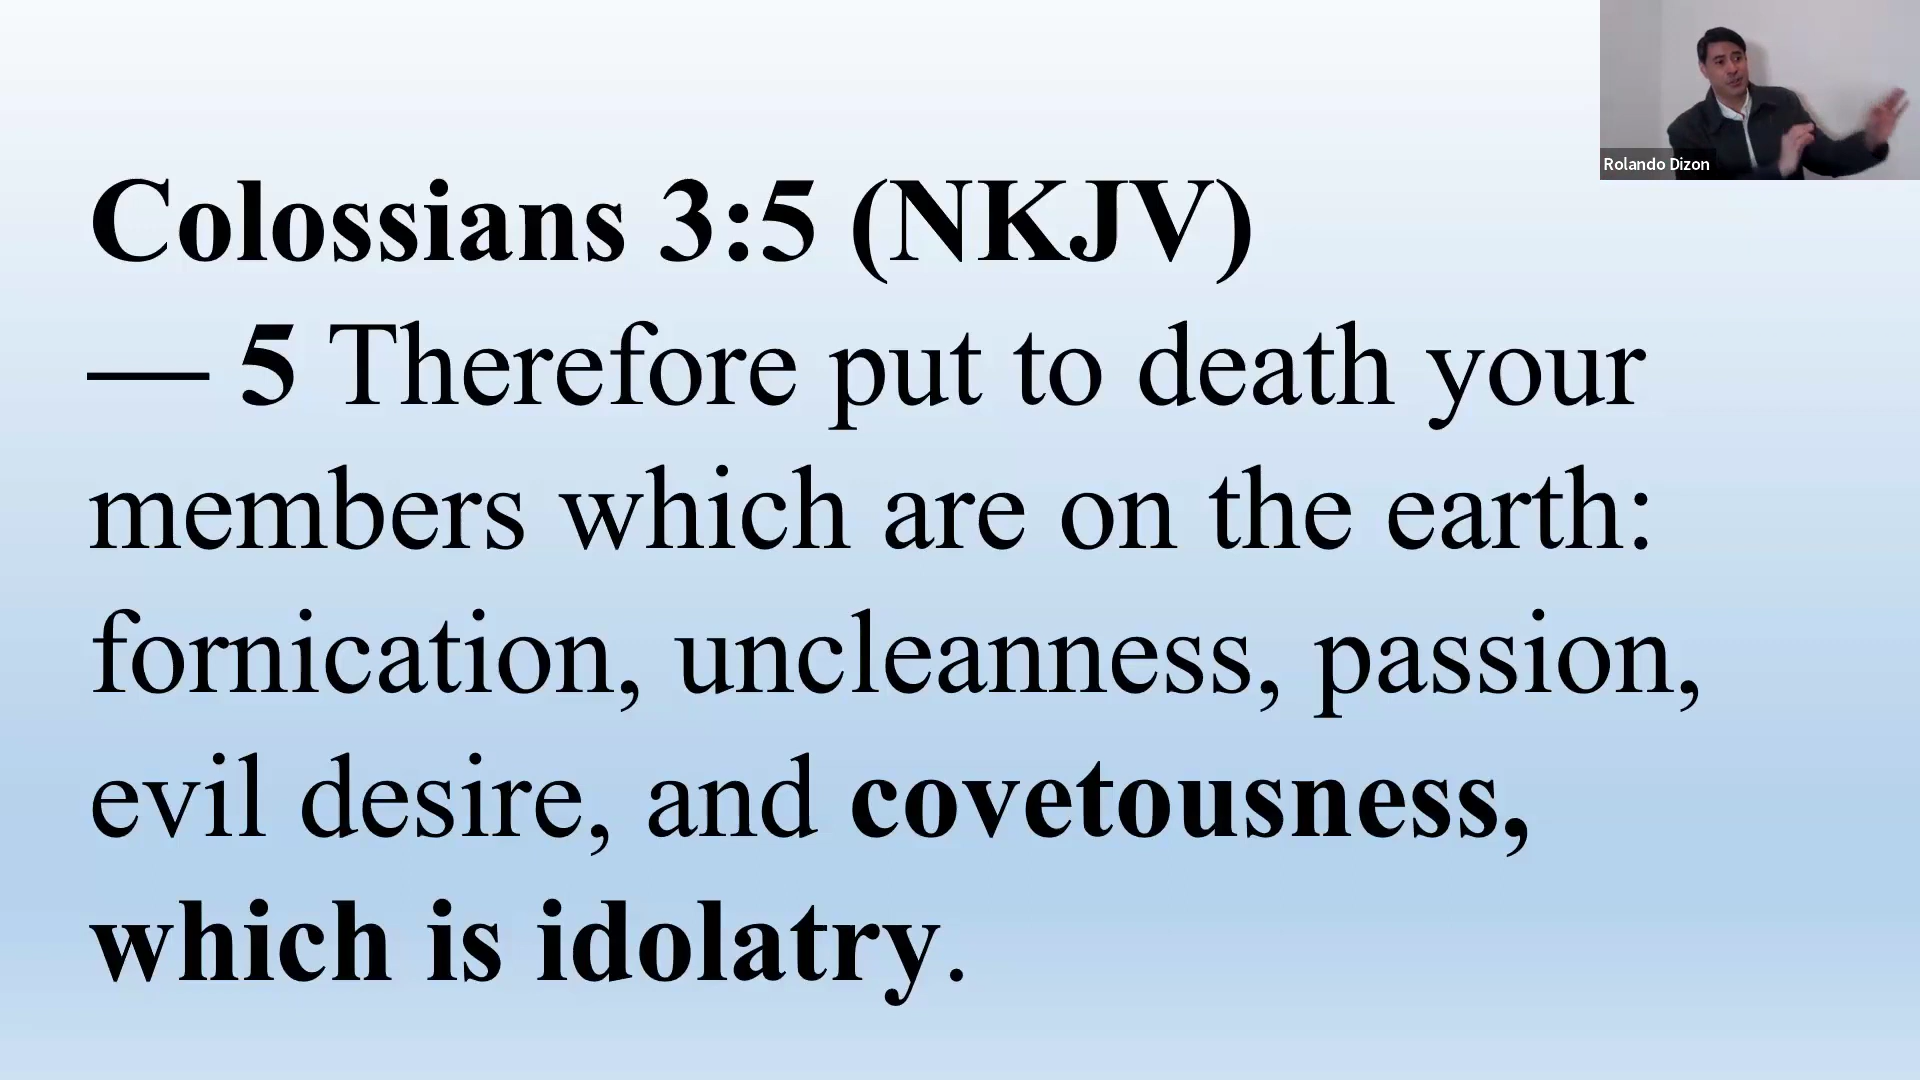 Rolando Dizon
Colossians 3:5 (NKJV)
— 5 Therefore put to death your
members which are on the earth:
fornication, uncleanness, passion,
evil desire, and covetousness,
which is idolatry.